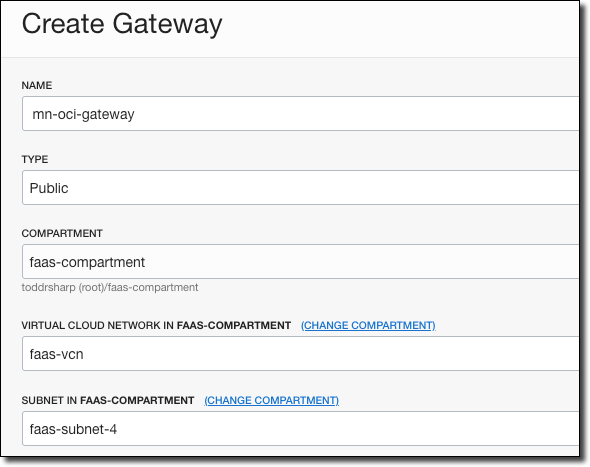 Create Gateway
NAME
mn-oci-gateway
TYPE
Public
COMPARTMENT
faas-compartment
toddrsharp (root)/faas-compartment
VIRTUAL CLOUD NETWORK IN FAAS-COMPARTMENT (CHANGE COMPARTMENT)
faas-vcn
SUBNET IN FAAS-COMPARTMENT (CHANGE COMPARTMENT)
faas-subnet-4